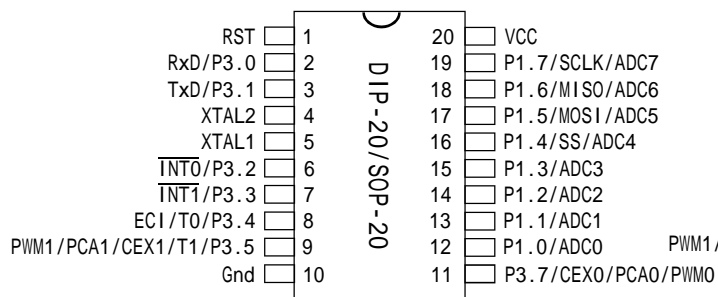 RST 1 20 VCC
RxD/P3.0 2 19 P1.7/SCLK/ADC7
TxD/P3.1 3 18 P1.6/MISO/ADC6
XTAL2 4 17 P1.5/MOSI/ADC5
XTAL1 5 16 P1.4/SS/ADC4
INT0/P3.2 6 15 P1.3/ADC3
INT1/P3.3 7 14 P1.2/ADC2
ECI/T0/P3.4 8 13 P1.1/ADC1
PWM1/PCA1/CEX1/T1/P3.5 9 12 P1.0/ADC0 PWM1/
Gnd 10 11 P3.7/CEX0/PCA0/PWM0
DIP-20/SOP-20